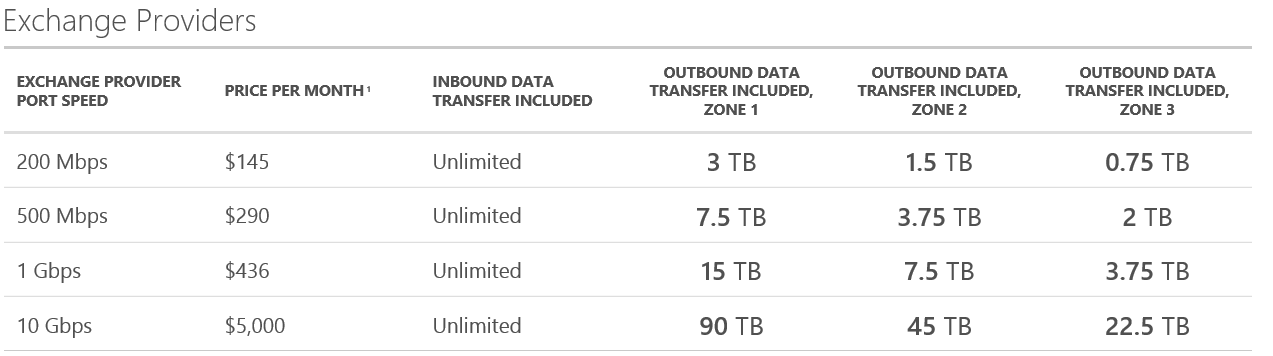 Exchange Providers
EXCHANGE PROVIDER PORT SPEED PRICE PER MONTH¹ INBOUND DATA TRANSFER INCLUDED OUTBOUND DATA TRANSFER INCLUDED, ZONE 1 OUTBOUND DATA TRANSFER INCLUDED, ZONE 2 OUTBOUND DATA TRANSFER INCLUDED, ZONE 3
200 Mbps $145 Unlimited 3 TB 1.5 TB 0.75 TB
500 Mbps $290 Unlimited 7.5 TB 3.75 TB 2 TB
1 Gbps $436 Unlimited 15 TB 7.5 TB 3.75 TB
10 Gbps $5,000 Unlimited 90 TB 45 TB 22.5 TB